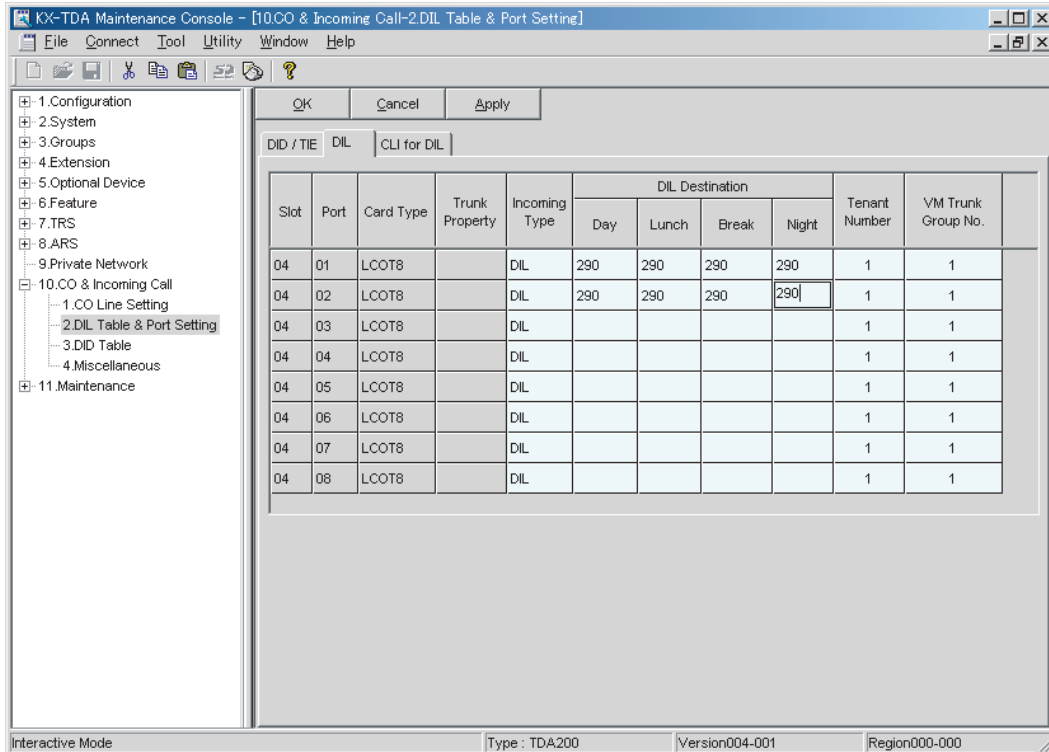 KX-TDA Maintenance Console - [10.CO & Incoming Call-2.DIL Table & Port Setting]
File Connect Tool Utility Window Help
1.Configuration
2.System
3.Groups
4.Extension
5.Optional Device
6.Feature
7.TRS
8.ARS
9.Private Network
10.CO & Incoming Call
1.CO Line Setting
2.DIL Table & Port Setting
3.DID Table
4.Miscellaneous
11.Maintenance
OK Cancel Apply
DID / TIE DIL CLI for DIL
Slot Port Card Type Trunk Property Incoming Type DIL Destination Tenant Number VM Trunk Group No.
Day Lunch Break Night
04 01 LCOT8 DIL 290 290 290 290 1 1
04 02 LCOT8 DIL 290 290 290 290 1 1
04 03 LCOT8 DIL 1 1
04 04 LCOT8 DIL 1 1
04 05 LCOT8 DIL 1 1
04 06 LCOT8 DIL 1 1
04 07 LCOT8 DIL 1 1
04 08 LCOT8 DIL 1 1
Interactive Mode Type : TDA200 Version004-001 Region000-000